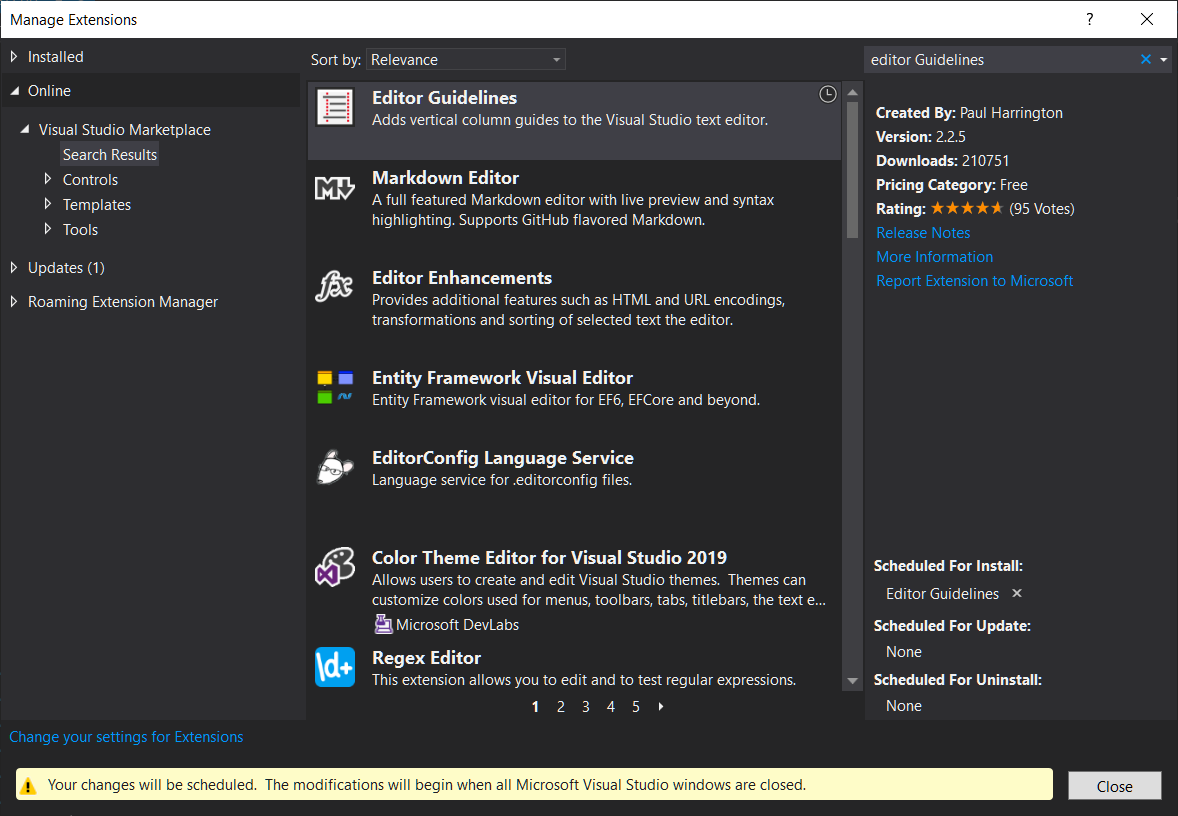 Manage Extensions
?
Installed
Online
Visual Studio Marketplace
Search Results
Controls
Templates
Tools
Updates (1)
Roaming Extension Manager
Sort by: Relevance
Editor Guidelines
Adds vertical column guides to the Visual Studio text editor.
Markdown Editor
A full featured Markdown editor with live preview and syntax
highlighting. Supports GitHub flavored Markdown.
Editor Enhancements
Provides additional features such as HTML and URL encodings,
transformations and sorting of selected text the editor.
Entity Framework Visual Editor
Entity Framework visual editor for EF6, EFCore and beyond.
EditorConfig Language Service
Language service for .editorconfig files.
Color Theme Editor for Visual Studio 2019
Allows users to create and edit Visual Studio themes.  Themes can
customize colors used for menus, toolbars, tabs, titlebars, the text e...
Microsoft DevLabs
\d+
Regex Editor
This extension allows you to edit and to test regular expressions.
1 2 3 4 5
editor Guidelines
Created By: Paul Harrington
Version: 2.2.5
Downloads: 210751
Pricing Category: Free
Rating: (95 Votes)
Release Notes
More Information
Report Extension to Microsoft
Scheduled For Install:
Editor Guidelines
Scheduled For Update:
None
Scheduled For Uninstall:
None
Change your settings for Extensions
Your changes will be scheduled.  The modifications will begin when all Microsoft Visual Studio windows are closed.
Close